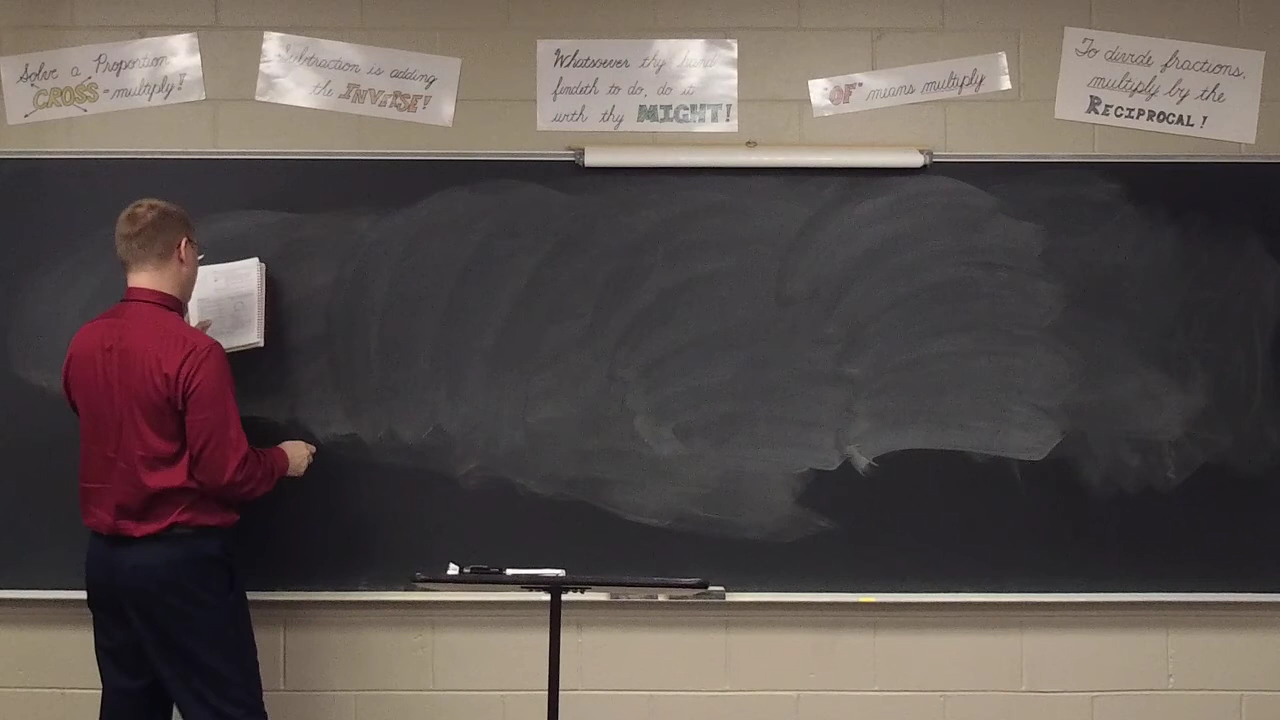 Solve a Proportion
CROSS-multiply!
Subtraction is adding
the INVERSE!
Whatsoever thy hand
findeth to do, do it
with thy MIGHT!
"OF" means multiply
To divide fractions,
multiply by the
RECIPROCAL!